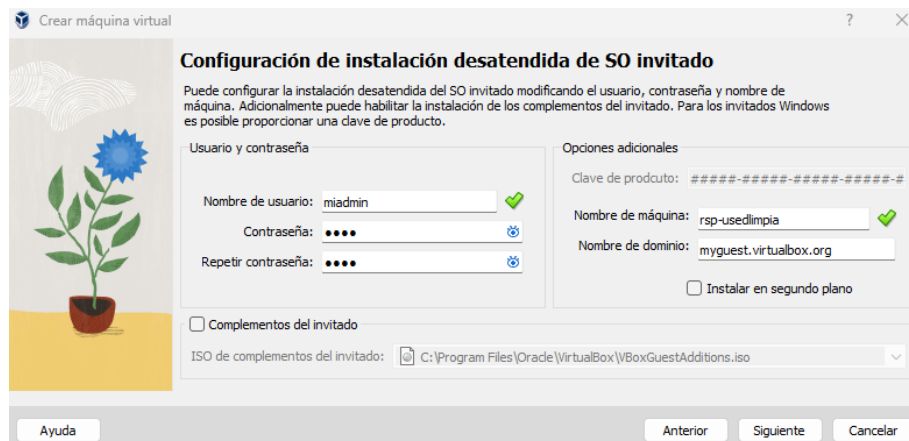 Crear máquina virtual
Configuración de instalación desatendida de SO invitado
Puede configurar la instalación desatendida del SO invitado modificando el usuario, contraseña y nombre de
máquina. Adicionalmente puede habilitar la instalación de los complementos del invitado. Para los invitados Windows
es posible proporcionar una clave de producto.
Usuario y contraseña
Nombre de usuario: miadmin
Contraseña: ●●●●
Repetir contraseña: ●●●●
Opciones adicionales
Clave de prodcuto: #####-#####-#####-#####-#
Nombre de máquina: rsp-usedlimpia
Nombre de dominio: myguest.virtualbox.org
Instalar en segundo plano
Complementos del invitado
ISO de complementos del invitado: C:\Program Files\Oracle\VirtualBox\VBoxGuestAdditions.iso
Ayuda Anterior Siguiente Cancelar